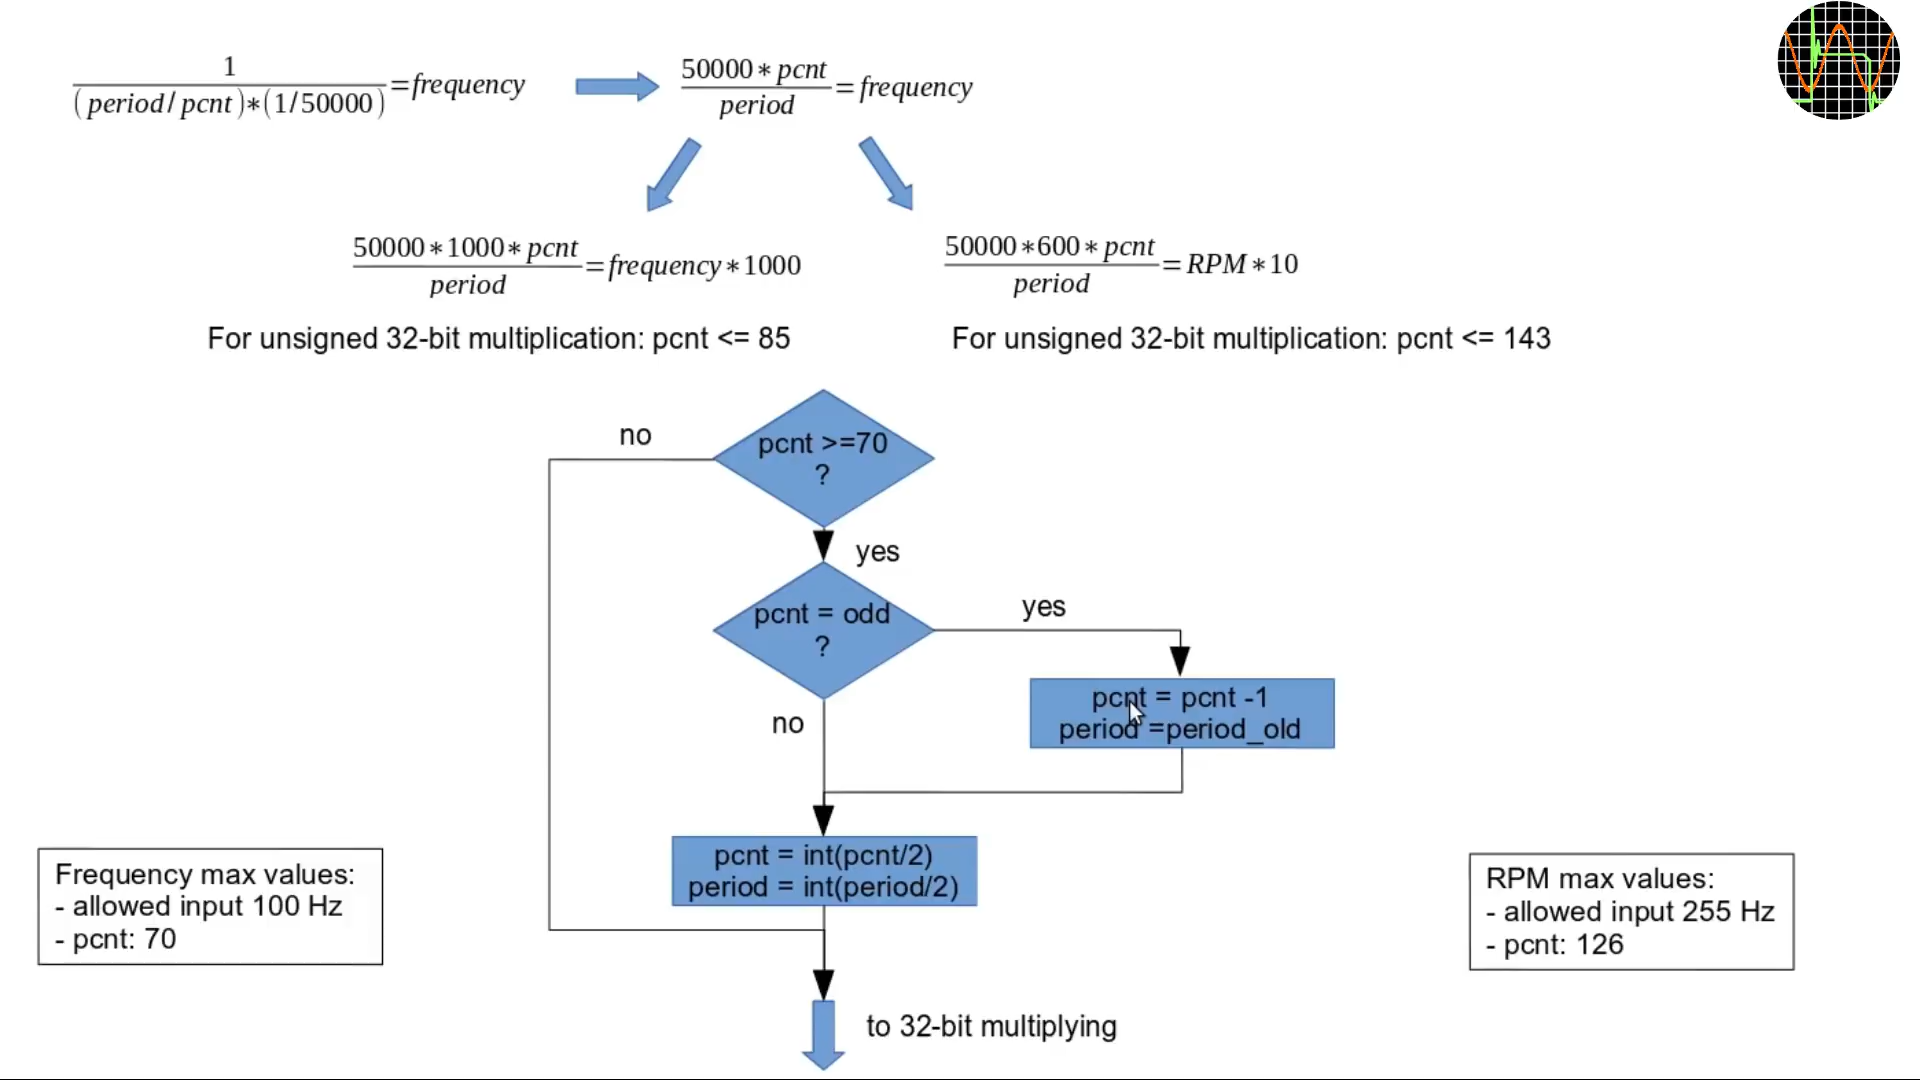 1
(period/pcnt)*(1/50000) = frequency
50000*pcnt
period = frequency
50000*1000*pcnt
period = frequency*1000
50000*600*pcnt
period = RPM*10
For unsigned 32-bit multiplication: pcnt <= 85
For unsigned 32-bit multiplication: pcnt <= 143
pcnt >=70
?
no
yes
pcnt = odd
?
yes
no
pcnt = pcnt -1
period =period_old
pcnt = int(pcnt/2)
period = int(period/2)
Frequency max values:
- allowed input 100 Hz
- pcnt: 70
RPM max values:
- allowed input 255 Hz
- pcnt: 126
to 32-bit multiplying